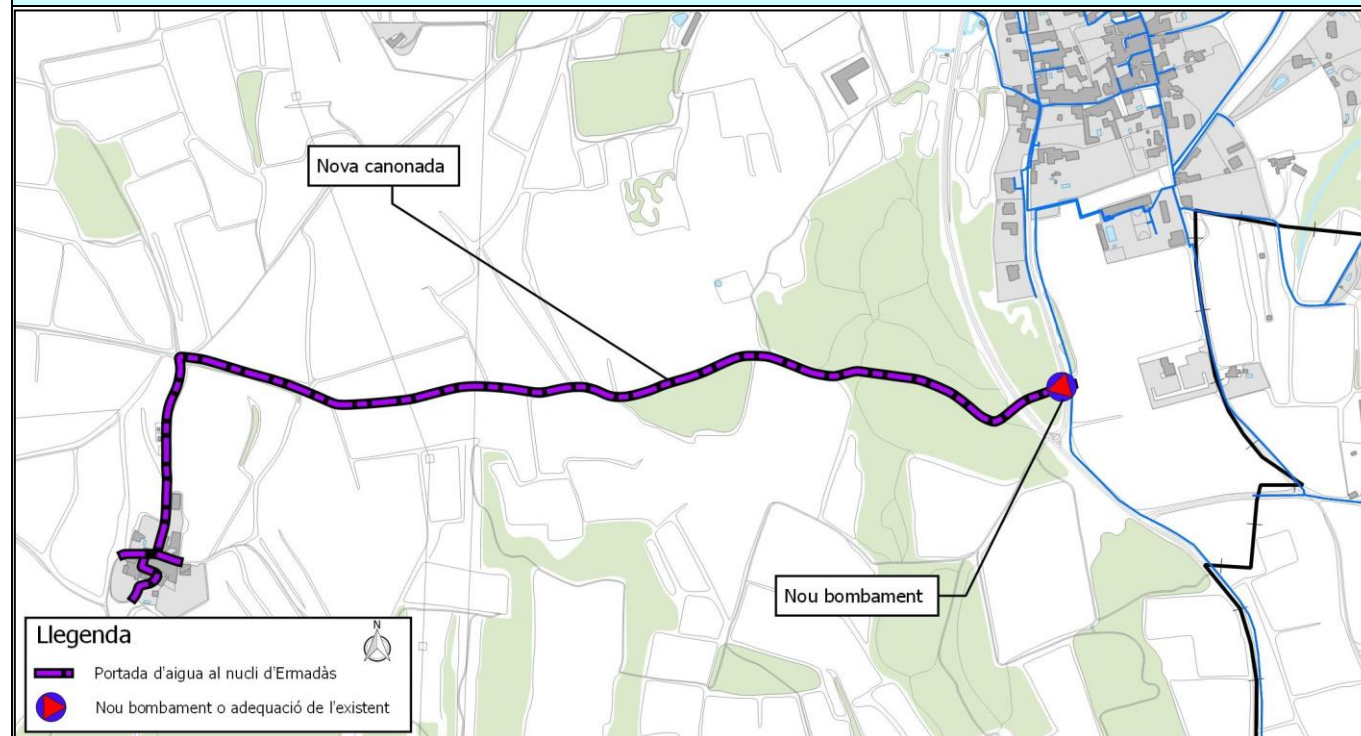 Nova canonada
Nou bombament
Llegenda
N
Portada d'aigua al nucli d'Ermadàs
Nou bombament o adequació de l'existent